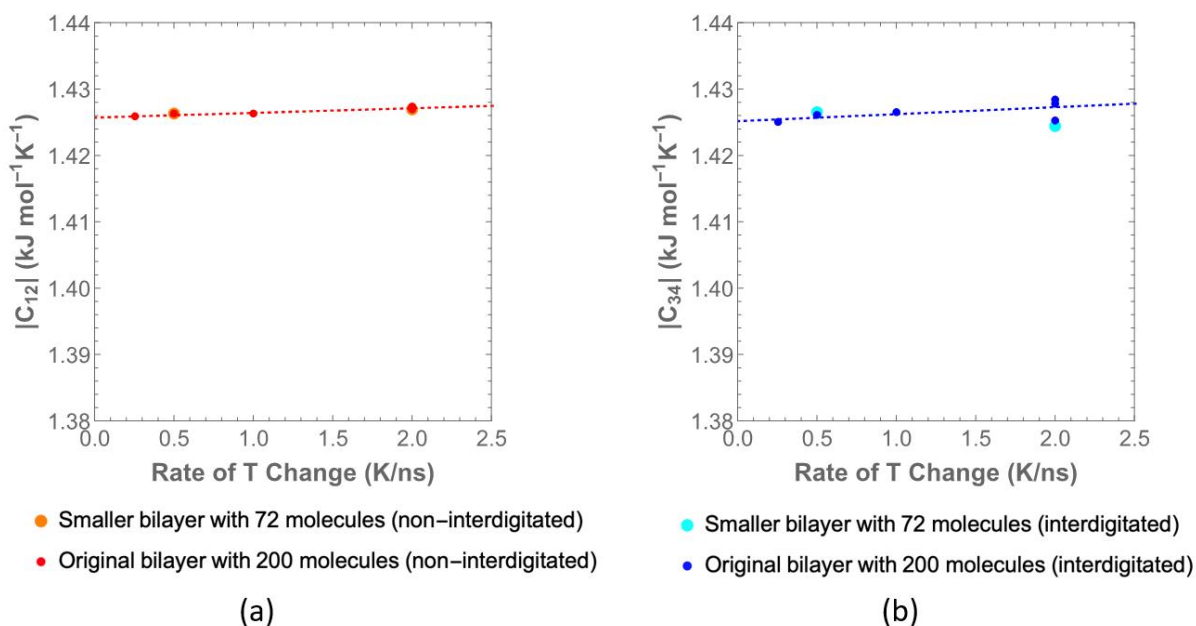 1.44
1.43
1.42
1.41
1.40
1.39
1.38
|C₁₂| (kJ mol⁻¹K⁻¹)
0.0 0.5 1.0 1.5 2.0 2.5
Rate of T Change (K/ns)
Smaller bilayer with 72 molecules (non−interdigitated)
Original bilayer with 200 molecules (non−interdigitated)
(a)
1.44
1.43
1.42
1.41
1.40
1.39
1.38
|C₃₄| (kJ mol⁻¹K⁻¹)
0.0 0.5 1.0 1.5 2.0 2.5
Rate of T Change (K/ns)
Smaller bilayer with 72 molecules (interdigitated)
Original bilayer with 200 molecules (interdigitated)
(b)